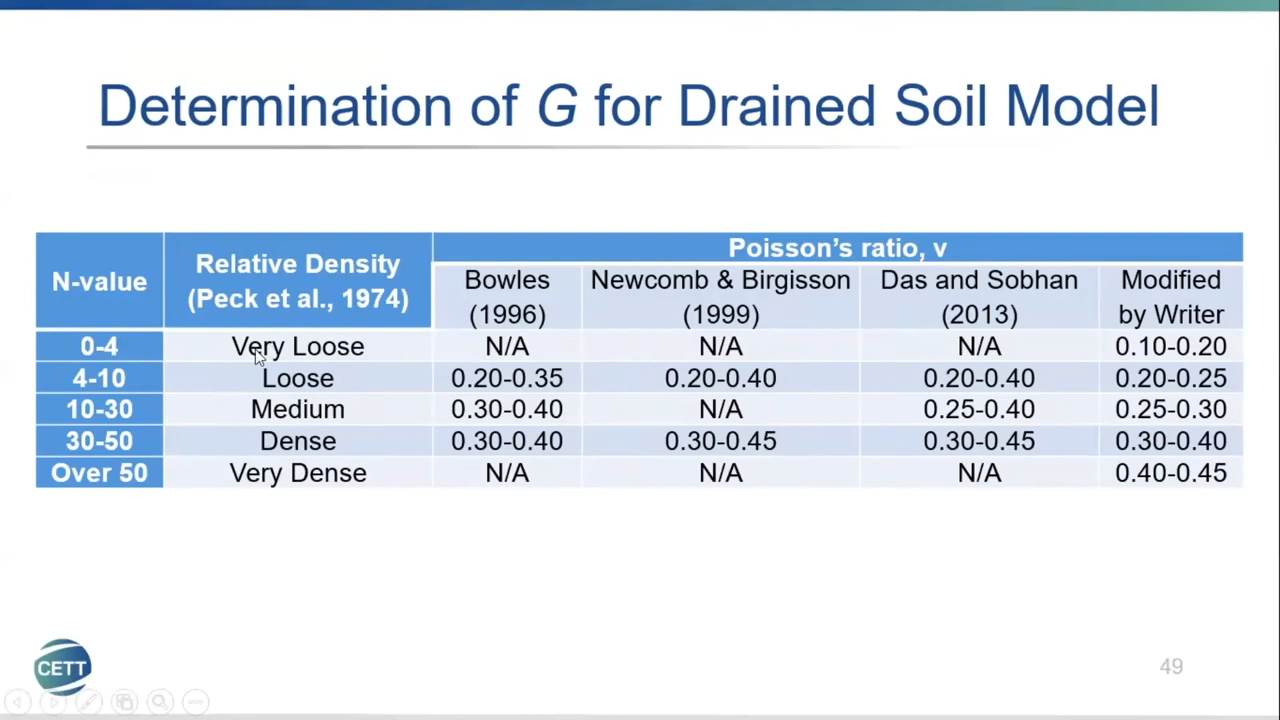 Determination of G for Drained Soil Model
N-value
Relative Density
(Peck et al., 1974)
Poisson's ratio, v
Bowles
(1996)
Newcomb & Birgisson
(1999)
Das and Sobhan
(2013)
Modified
by Writer
0-4 Very Loose N/A N/A N/A 0.10-0.20
4-10 Loose 0.20-0.35 0.20-0.40 0.20-0.40 0.20-0.25
10-30 Medium 0.30-0.40 N/A 0.25-0.40 0.25-0.30
30-50 Dense 0.30-0.40 0.30-0.45 0.30-0.45 0.30-0.40
Over 50 Very Dense N/A N/A N/A 0.40-0.45
CETT
49